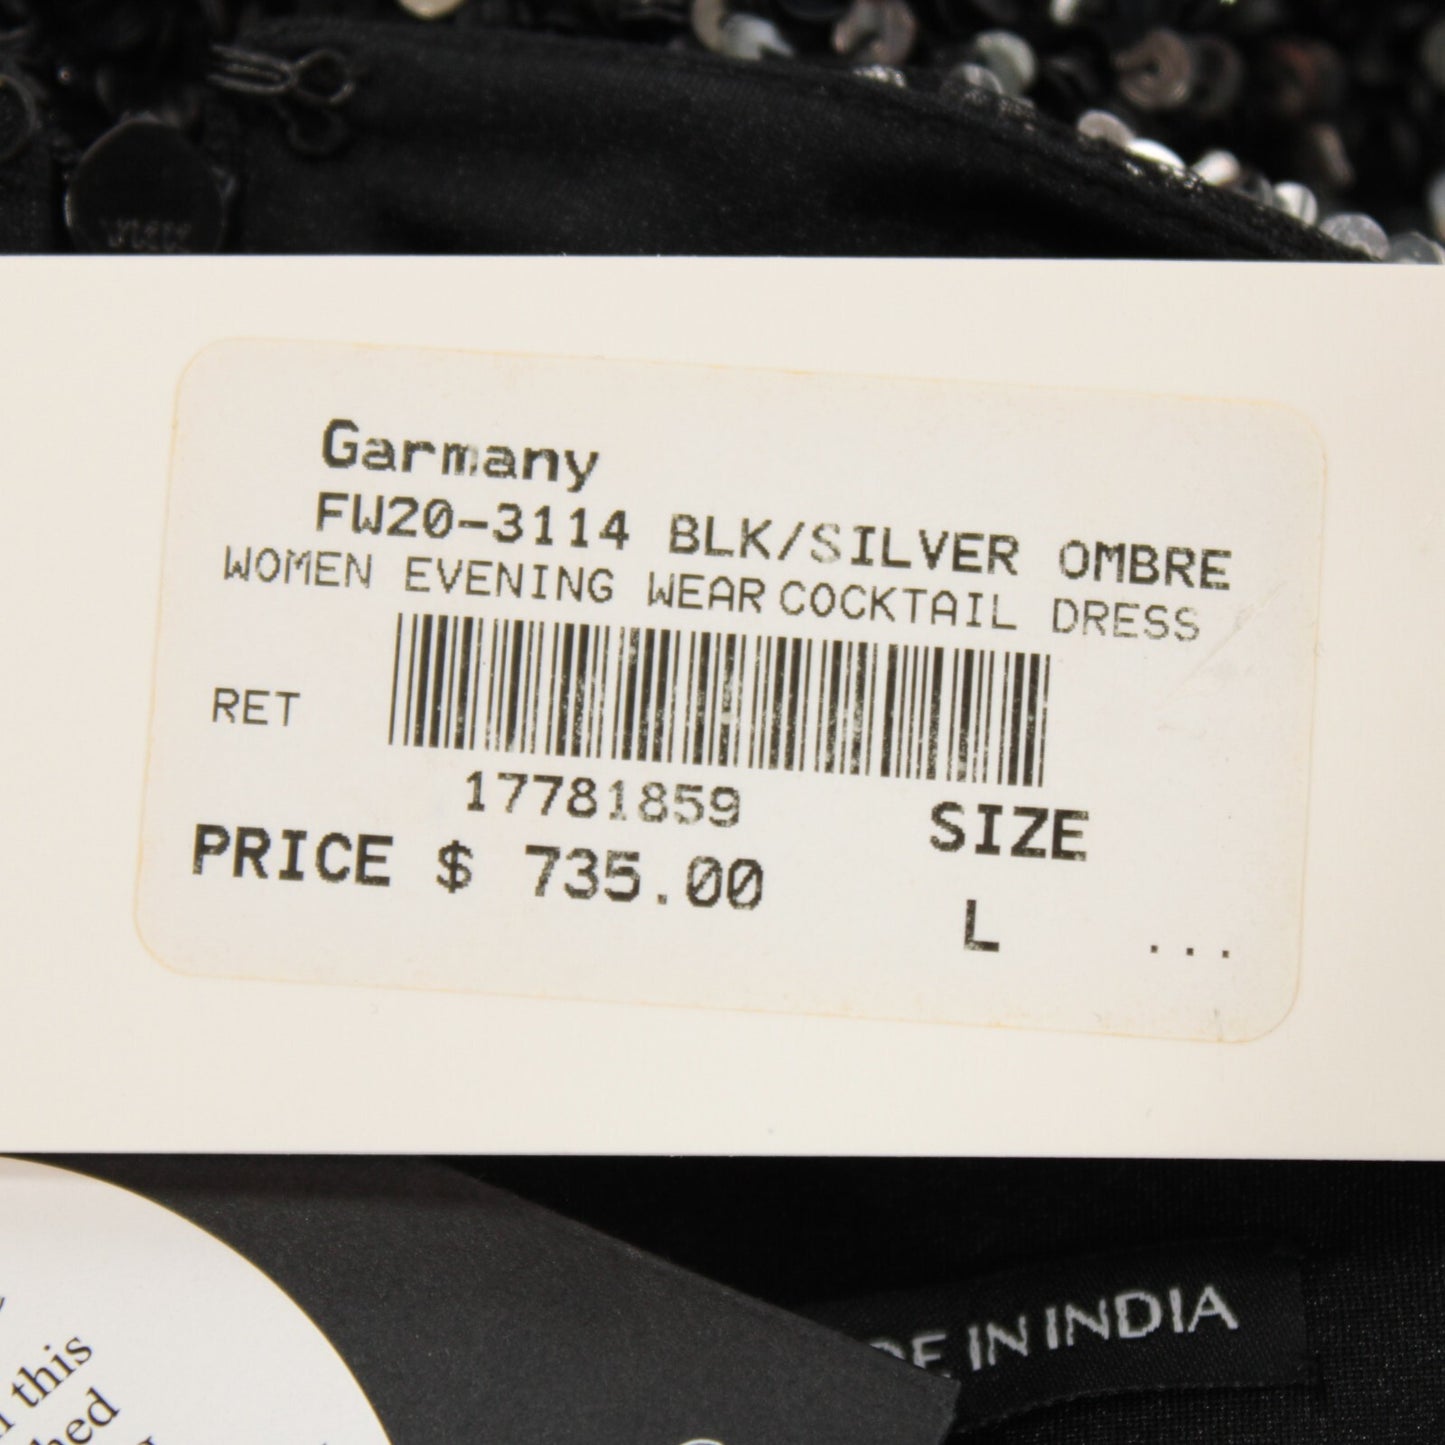 Garmany
FW20-3114 BLK/SILVER OMBRE
WOMEN EVENING WEAR COCKTAIL DRESS
RET
17781859
PRICE $ 735.00
SIZE
L ...
IN INDIA
this